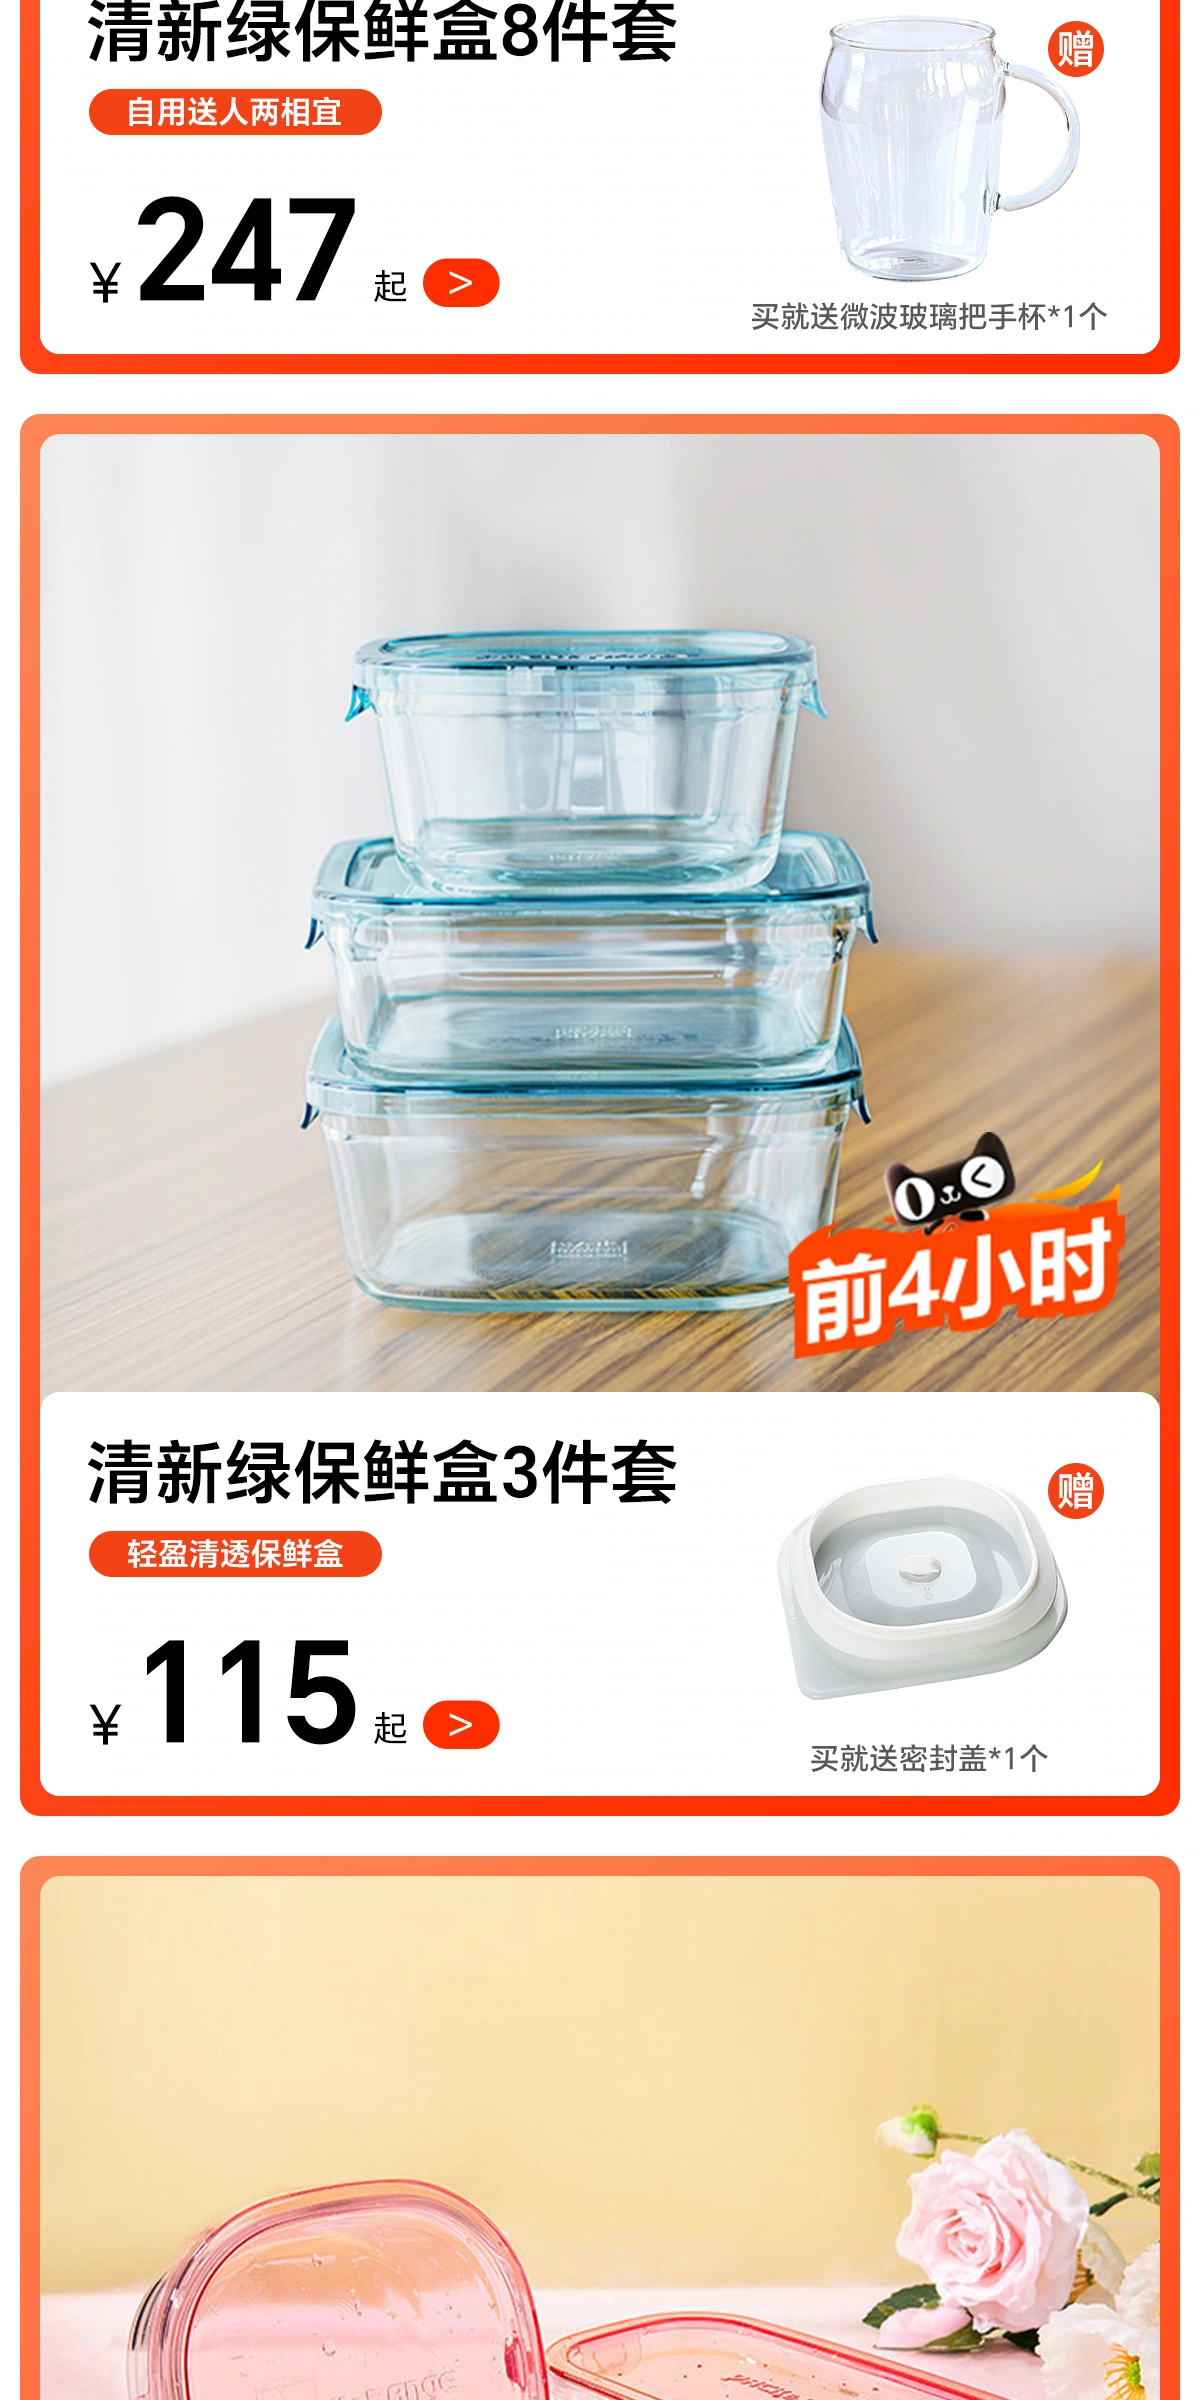 清新绿保鲜盒8件套
赠
自用送人两相宜
¥247起 >
买就送微波玻璃把手杯*1个
前4小时
清新绿保鲜盒3件套
赠
轻盈清透保鲜盒
¥115起 >
买就送密封盖*1个